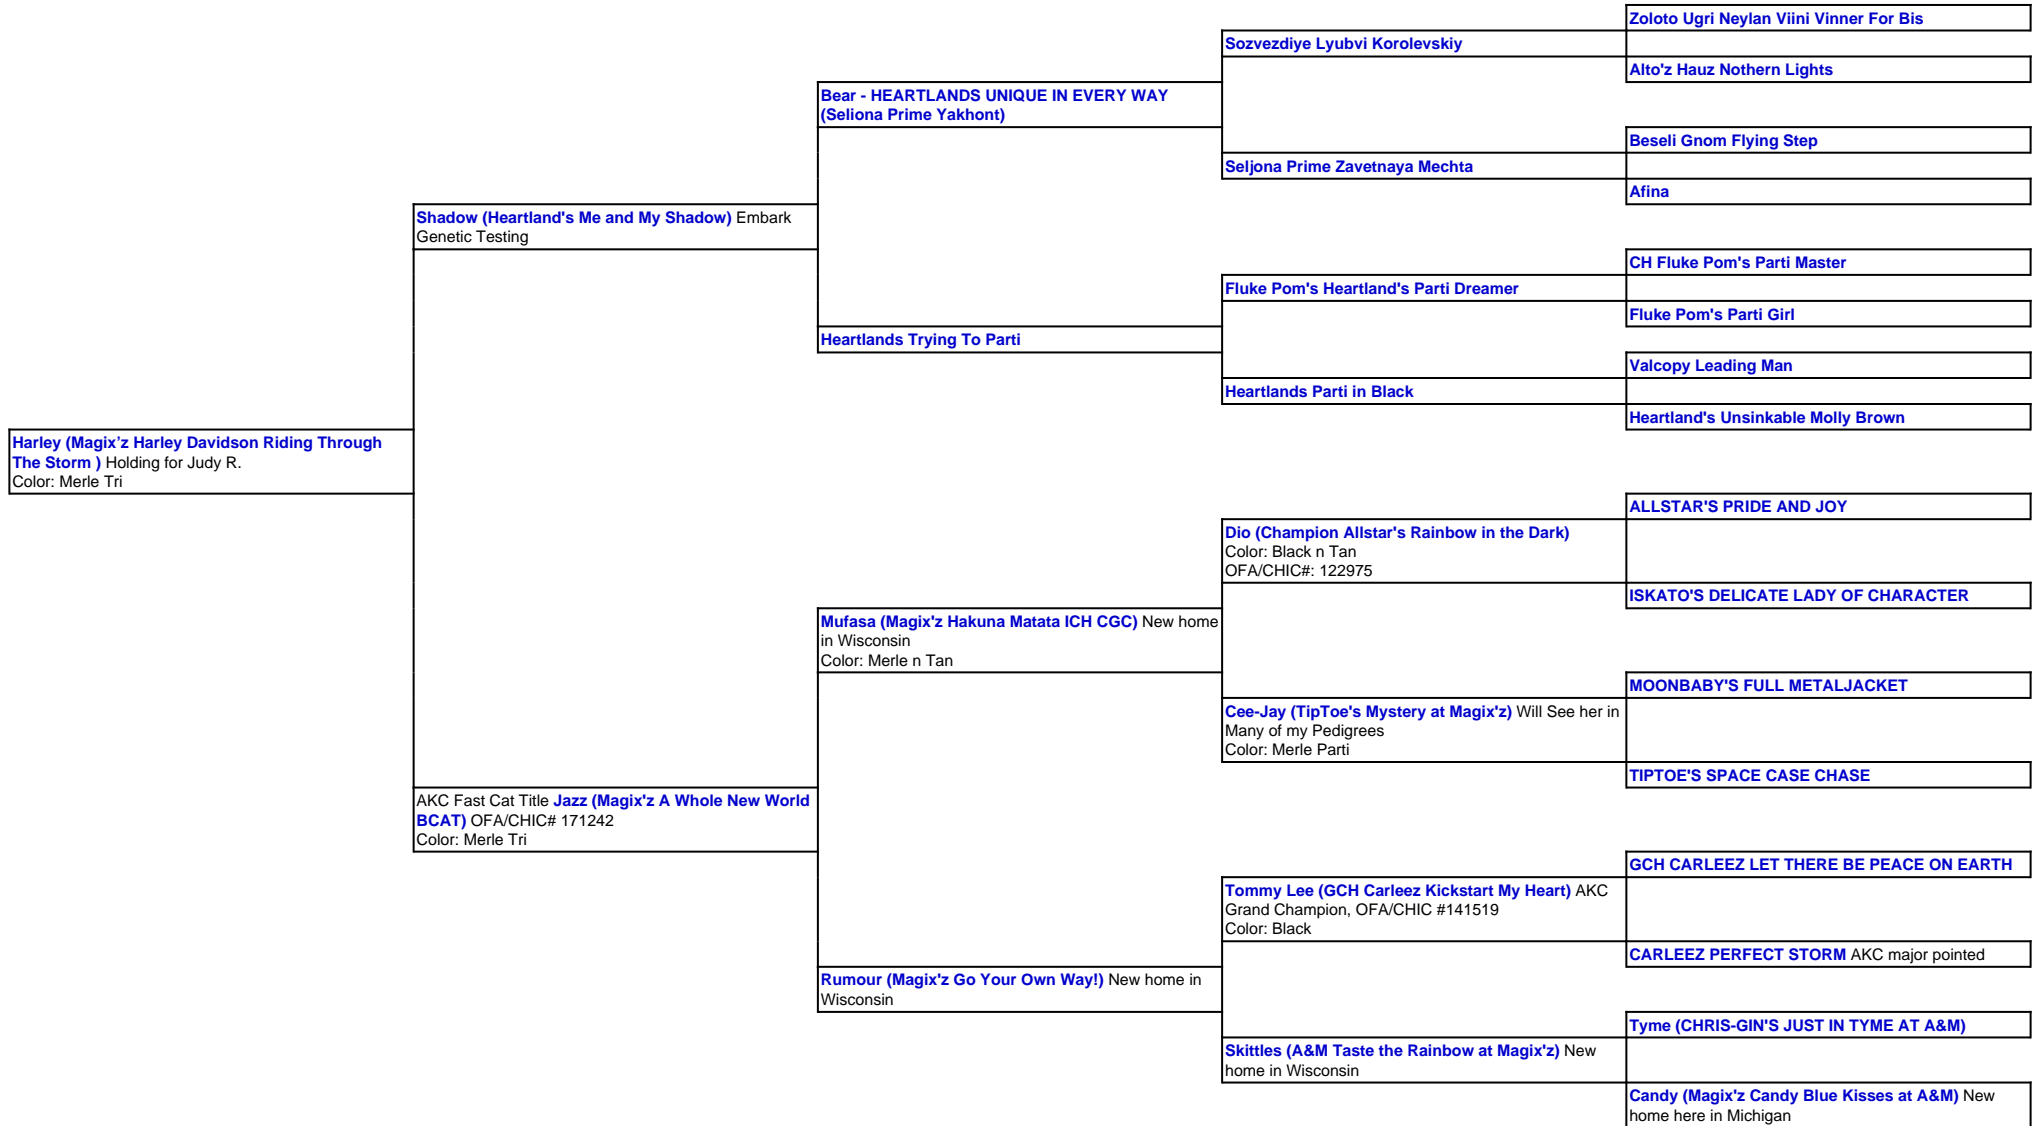 Zoloto Ugri Neylan Viini Vinner For Bis
Sozvezdiye Lyubvi Korolevskiy
Alto'z Hauz Nothern Lights
Bear - HEARTLANDS UNIQUE IN EVERY WAY
(Seliona Prime Yakhont)
Beseli Gnom Flying Step
Seljona Prime Zavetnaya Mechta
Afina
Shadow (Heartland's Me and My Shadow) Embark
Genetic Testing
CH Fluke Pom's Parti Master
Fluke Pom's Heartland's Parti Dreamer
Fluke Pom's Parti Girl
Heartlands Trying To Parti
Valcopy Leading Man
Heartlands Parti in Black
Heartland's Unsinkable Molly Brown
Harley (Magix’z Harley Davidson Riding Through
The Storm ) Holding for Judy R.
Color: Merle Tri
ALLSTAR'S PRIDE AND JOY
Dio (Champion Allstar's Rainbow in the Dark)
Color: Black n Tan
OFA/CHIC#: 122975
ISKATO'S DELICATE LADY OF CHARACTER
Mufasa (Magix'z Hakuna Matata ICH CGC) New home
in Wisconsin
Color: Merle n Tan
MOONBABY'S FULL METALJACKET
Cee-Jay (TipToe's Mystery at Magix'z) Will See her in
Many of my Pedigrees
Color: Merle Parti
TIPTOE'S SPACE CASE CHASE
AKC Fast Cat Title Jazz (Magix'z A Whole New World
BCAT) OFA/CHIC# 171242
Color: Merle Tri
GCH CARLEEZ LET THERE BE PEACE ON EARTH
Tommy Lee (GCH Carleez Kickstart My Heart) AKC
Grand Champion, OFA/CHIC #141519
Color: Black
CARLEEZ PERFECT STORM AKC major pointed
Rumour (Magix'z Go Your Own Way!) New home in
Wisconsin
Tyme (CHRIS-GIN'S JUST IN TYME AT A&M)
Skittles (A&M Taste the Rainbow at Magix'z) New
home in Wisconsin
Candy (Magix'z Candy Blue Kisses at A&M) New
home here in Michigan